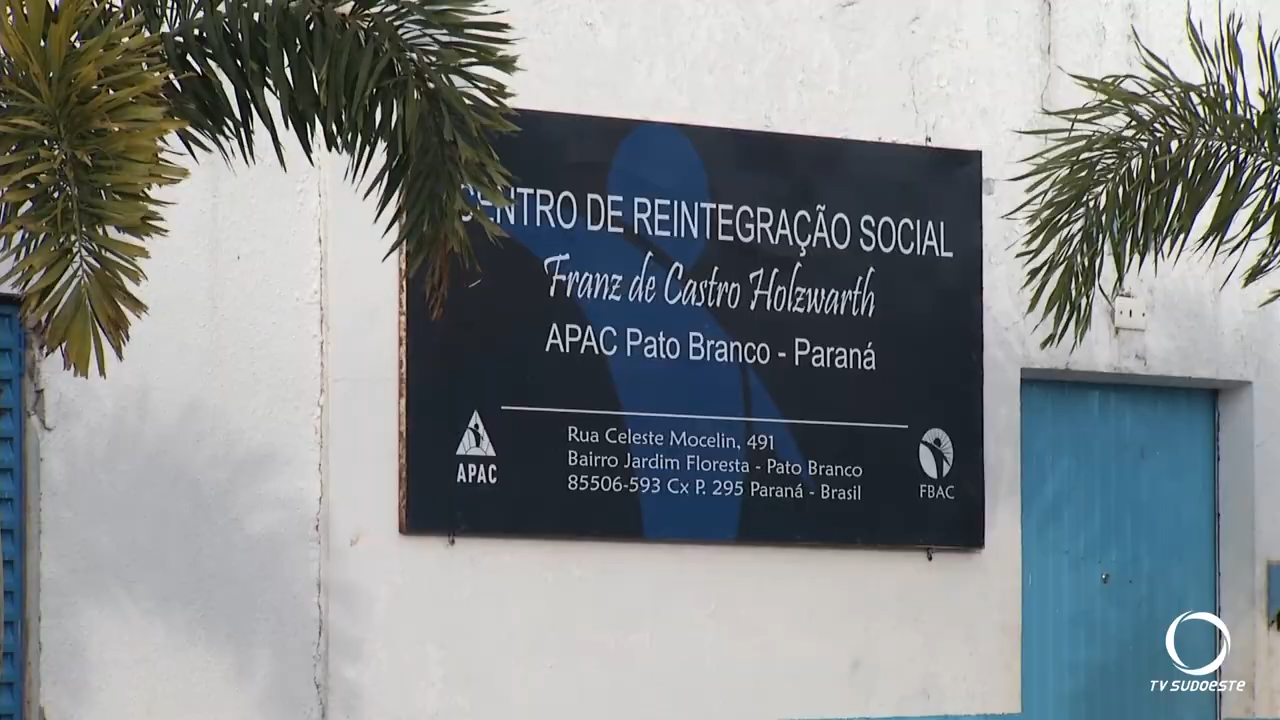 CENTRO DE REINTEGRAÇÃO SOCIAL
Franz de Castro Holzwarth
APAC Pato Branco - Paraná
Rua Celeste Mocelin, 491
Bairro Jardim Floresta - Pato Branco
85506-593 Cx P. 295 Paraná - Brasil
APAC
FBAC
TV SUDOESTE